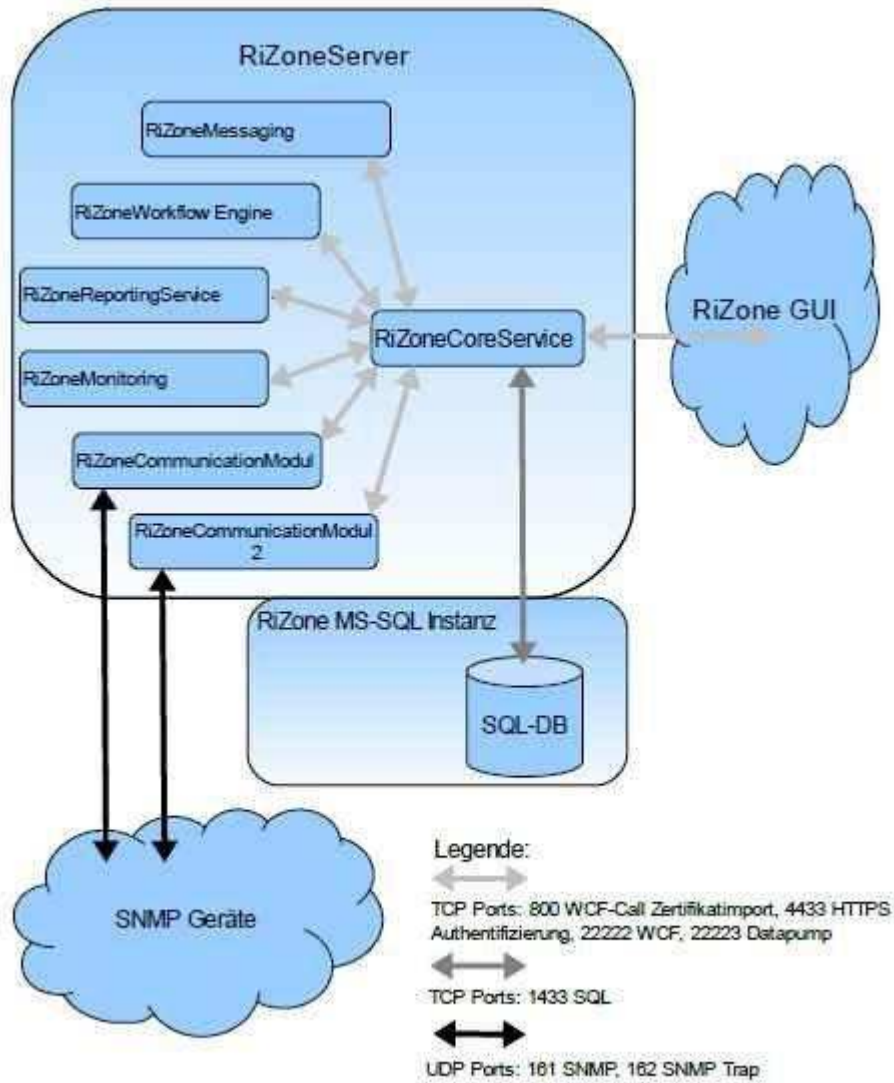 RiZoneServer
RiZoneMessaging
RiZoneWorkflow Engine
RiZoneReportingService
RiZoneMonitoring
RiZoneCoreService
RiZone GUI
RiZoneCommunicationModul
RiZoneCommunicationModul
2
RiZone MS-SQL Instanz
SQL-DB
SNMP Geräte
Legende:
TCP Ports: 800 WCF-Call Zertifikatimport, 4433 HTTPS
Authentifizierung, 22222 WCF, 22223 Datapump
TCP Ports: 1433 SQL
UDP Ports: 161 SNMP, 162 SNMP Trap